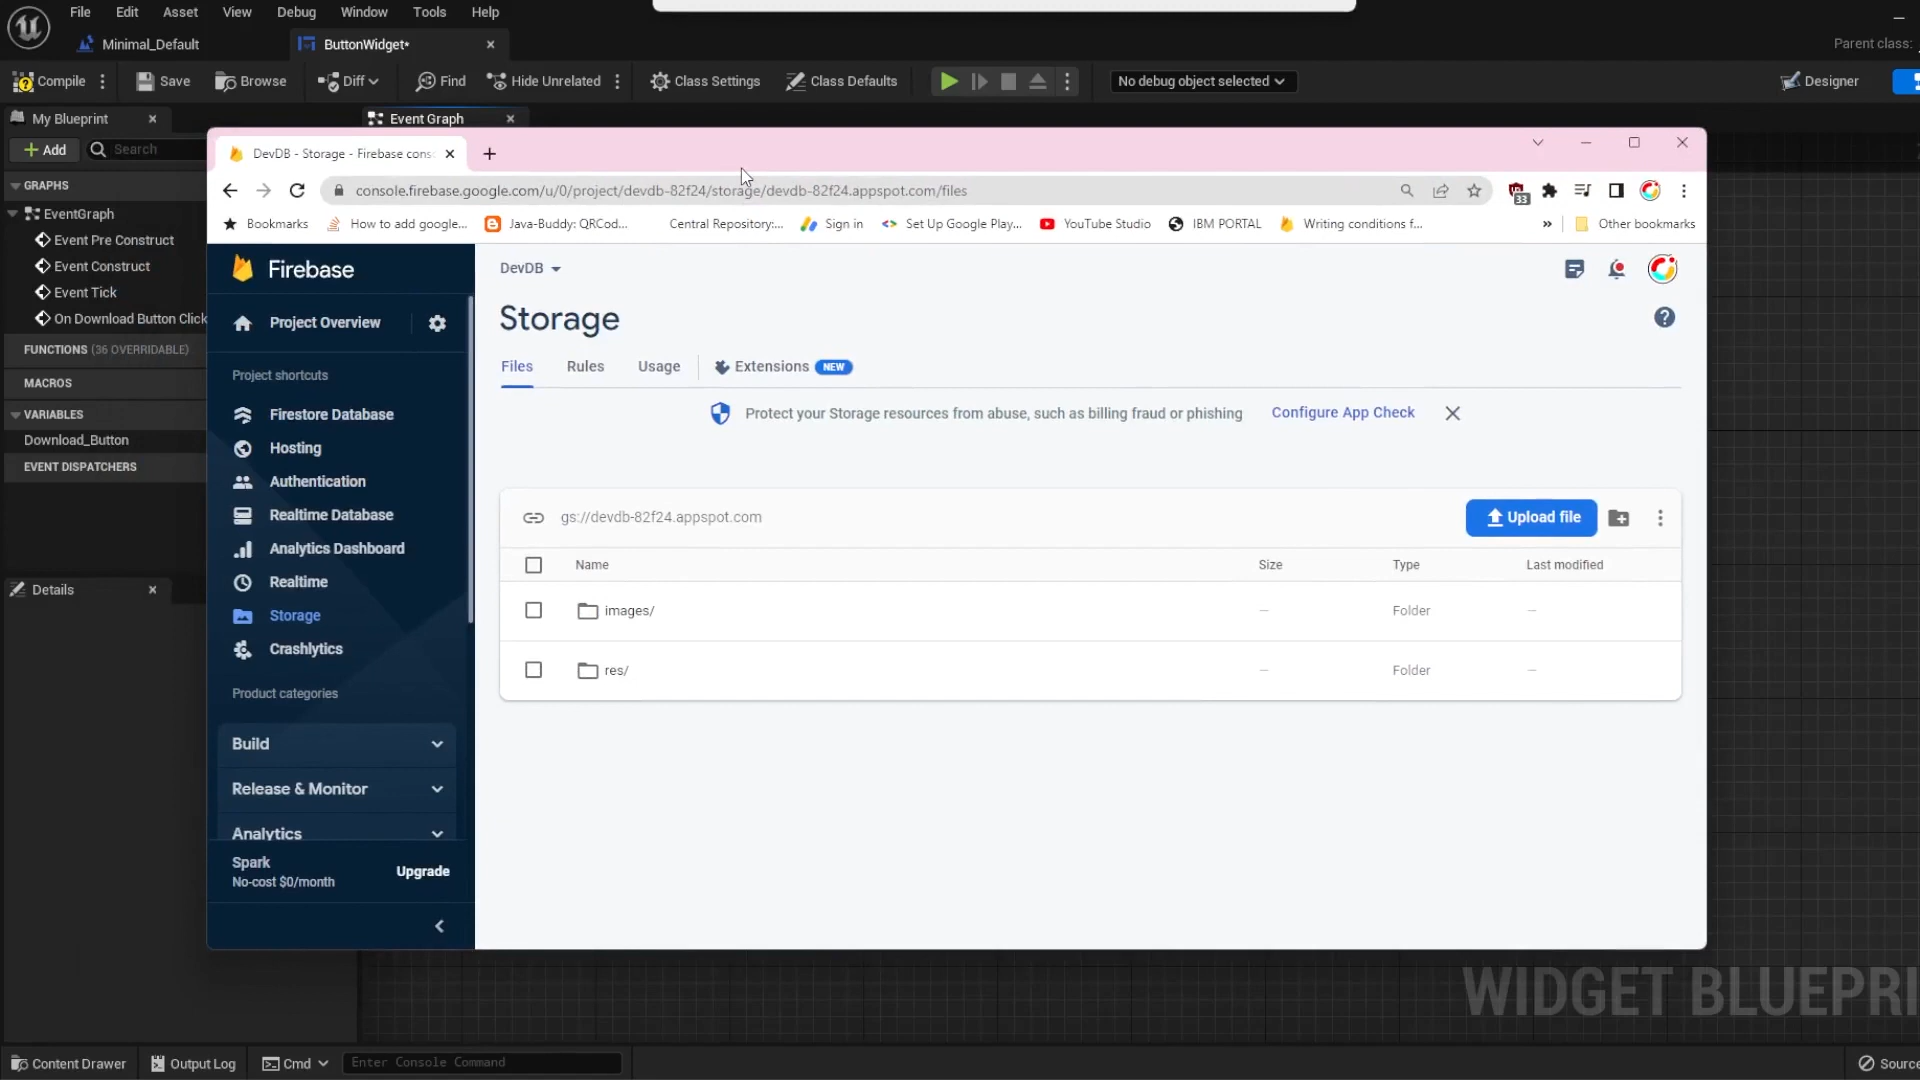 File Edit Asset View Debug Window Tools Help
Minimal_Default
ButtonWidget*
Parent class:
Compile
Save
Browse
Diff
Find
Hide Unrelated
Class Settings
Class Defaults
No debug object selected
Designer
My Blueprint
Event Graph
Add
Search
GRAPHS
EventGraph
Event Pre Construct
Event Construct
Event Tick
On Download Button Click
FUNCTIONS (36 OVERRIDABLE)
MACROS
VARIABLES
Download_Button
EVENT DISPATCHERS
Details
DevDB - Storage - Firebase cons
console.firebase.google.com/u/0/project/devdb-82f24/storage/devdb-82f24.appspot.com/files
33
Bookmarks
How to add google...
Java-Buddy: QRCod...
Central Repository:...
Sign in
Set Up Google Play...
YouTube Studio
IBM PORTAL
Writing conditions f...
»
Other bookmarks
Firebase
Project Overview
Project shortcuts
Firestore Database
Hosting
Authentication
Realtime Database
Analytics Dashboard
Realtime
Storage
Crashlytics
Product categories
Build
Release & Monitor
Analytics
Spark
No-cost $0/month
Upgrade
DevDB
Storage
Files
Rules
Usage
Extensions NEW
Protect your Storage resources from abuse, such as billing fraud or phishing
Configure App Check
gs://devdb-82f24.appspot.com
Upload file
Name Size Type Last modified
images/ — Folder —
res/ — Folder —
WIDGET BLUEPRI
Content Drawer
Output Log
Cmd
Enter Console Command
Source